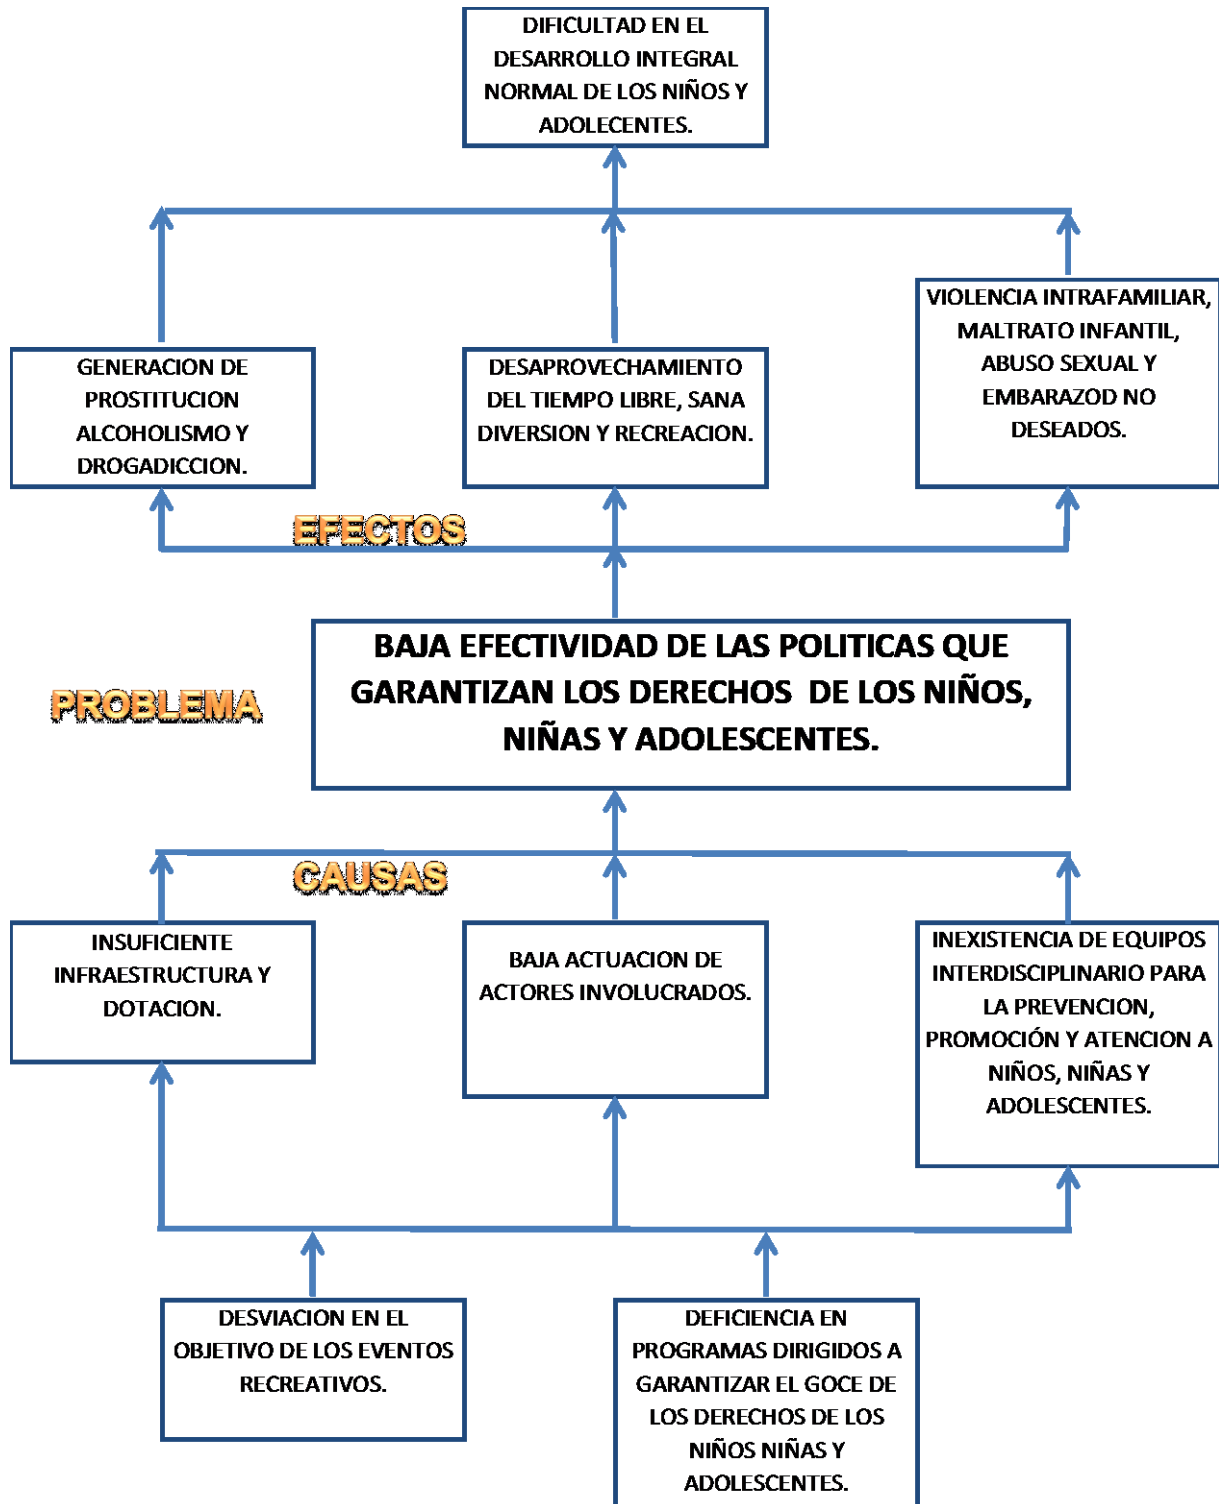 DIFICULTAD EN EL
DESARROLLO INTEGRAL
NORMAL DE LOS NIÑOS Y
ADOLECENTES.
GENERACION DE
PROSTITUCION
ALCOHOLISMO Y
DROGADICCION.
DESAPROVECHAMIENTO
DEL TIEMPO LIBRE, SANA
DIVERSION Y RECREACION.
VIOLENCIA INTRAFAMILIAR,
MALTRATO INFANTIL,
ABUSO SEXUAL Y
EMBARAZOD NO
DESEADOS.
EFECTOS
PROBLEMA
BAJA EFECTIVIDAD DE LAS POLITICAS QUE
GARANTIZAN LOS DERECHOS DE LOS NIÑOS,
NIÑAS Y ADOLESCENTES.
CAUSAS
INSUFICIENTE
INFRAESTRUCTURA Y
DOTACION.
BAJA ACTUACION DE
ACTORES INVOLUCRADOS.
INEXISTENCIA DE EQUIPOS
INTERDISCIPLINARIO PARA
LA PREVENCION,
PROMOCIÓN Y ATENCION A
NIÑOS, NIÑAS Y
ADOLESCENTES.
DESVIACION EN EL
OBJETIVO DE LOS EVENTOS
RECREATIVOS.
DEFICIENCIA EN
PROGRAMAS DIRIGIDOS A
GARANTIZAR EL GOCE DE
LOS DERECHOS DE LOS
NIÑOS NIÑAS Y
ADOLESCENTES.